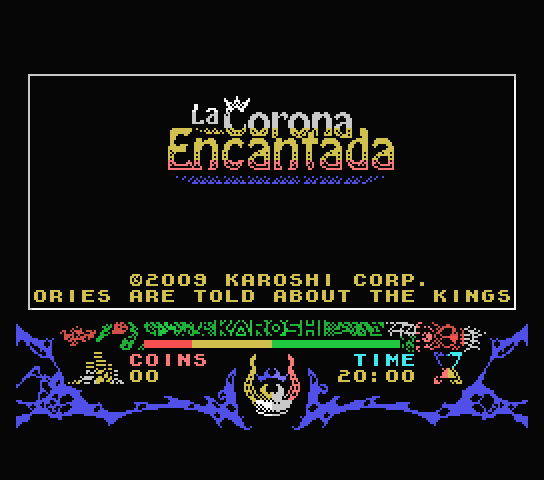 La Corona
Encantada
©2009 KAROSHI CORP.
ORIES ARE TOLD ABOUT THE KINGS
KAROSHI
COINS TIME
00 20:00